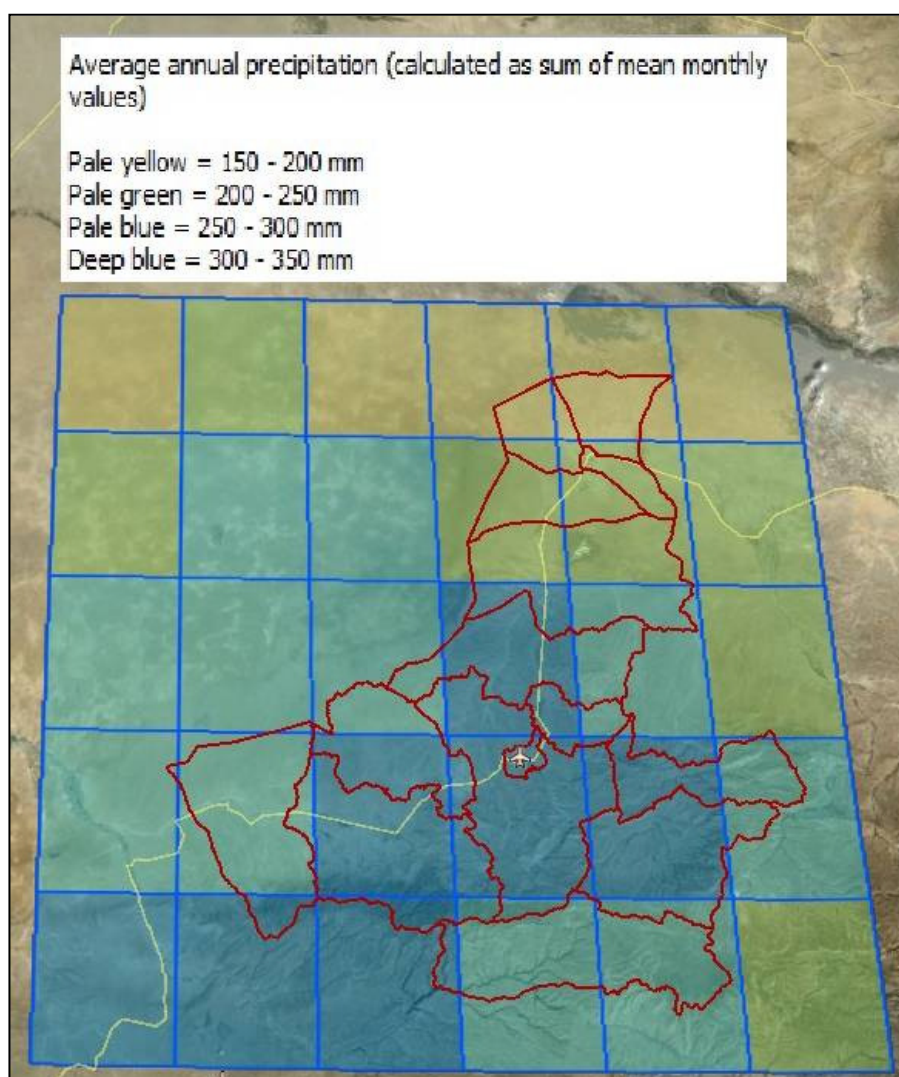 Average annual precipitation (calculated as sum of mean monthly
values)
Pale yellow = 150 - 200 mm
Pale green = 200 - 250 mm
Pale blue = 250 - 300 mm
Deep blue = 300 - 350 mm